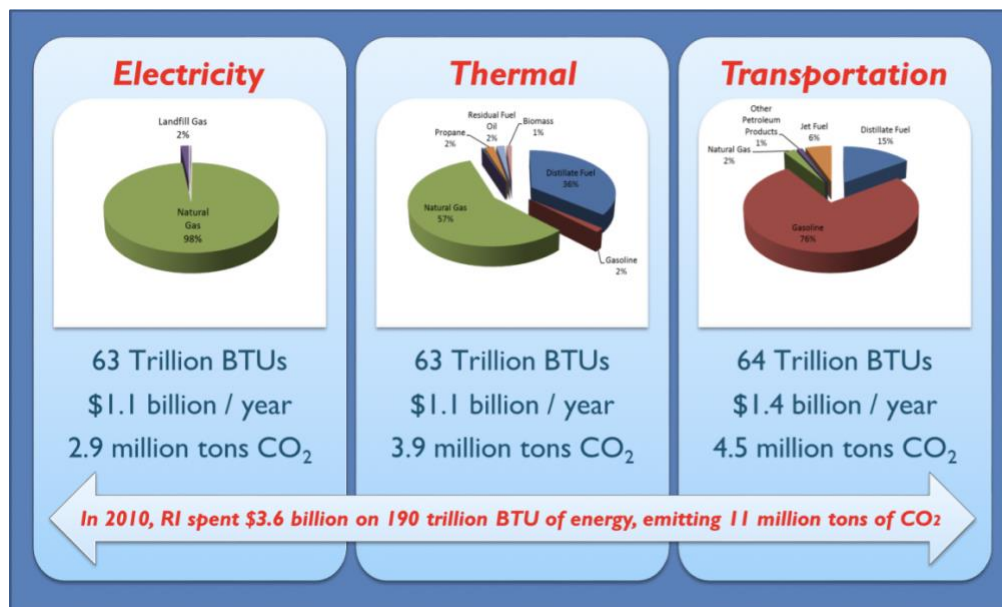 Electricity
Landfill Gas
2%
Natural
Gas
98%
63 Trillion BTUs
$1.1 billion / year
2.9 million tons CO₂
Thermal
Residual Fuel
Oil
2%
Biomass
1%
Propane
2%
Distillate Fuel
36%
Natural Gas
57%
Gasoline
2%
63 Trillion BTUs
$1.1 billion / year
3.9 million tons CO₂
Transportation
Other
Petroleum
Products
1%
Jet Fuel
6%
Distillate Fuel
15%
Natural Gas
2%
Gasoline
76%
64 Trillion BTUs
$1.4 billion / year
4.5 million tons CO₂
In 2010, RI spent $3.6 billion on 190 trillion BTU of energy, emitting 11 million tons of CO₂